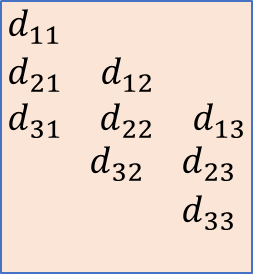 d₁₁
d₂₁ d₁₂
d₃₁ d₂₂ d₁₃
d₃₂ d₂₃
d₃₃